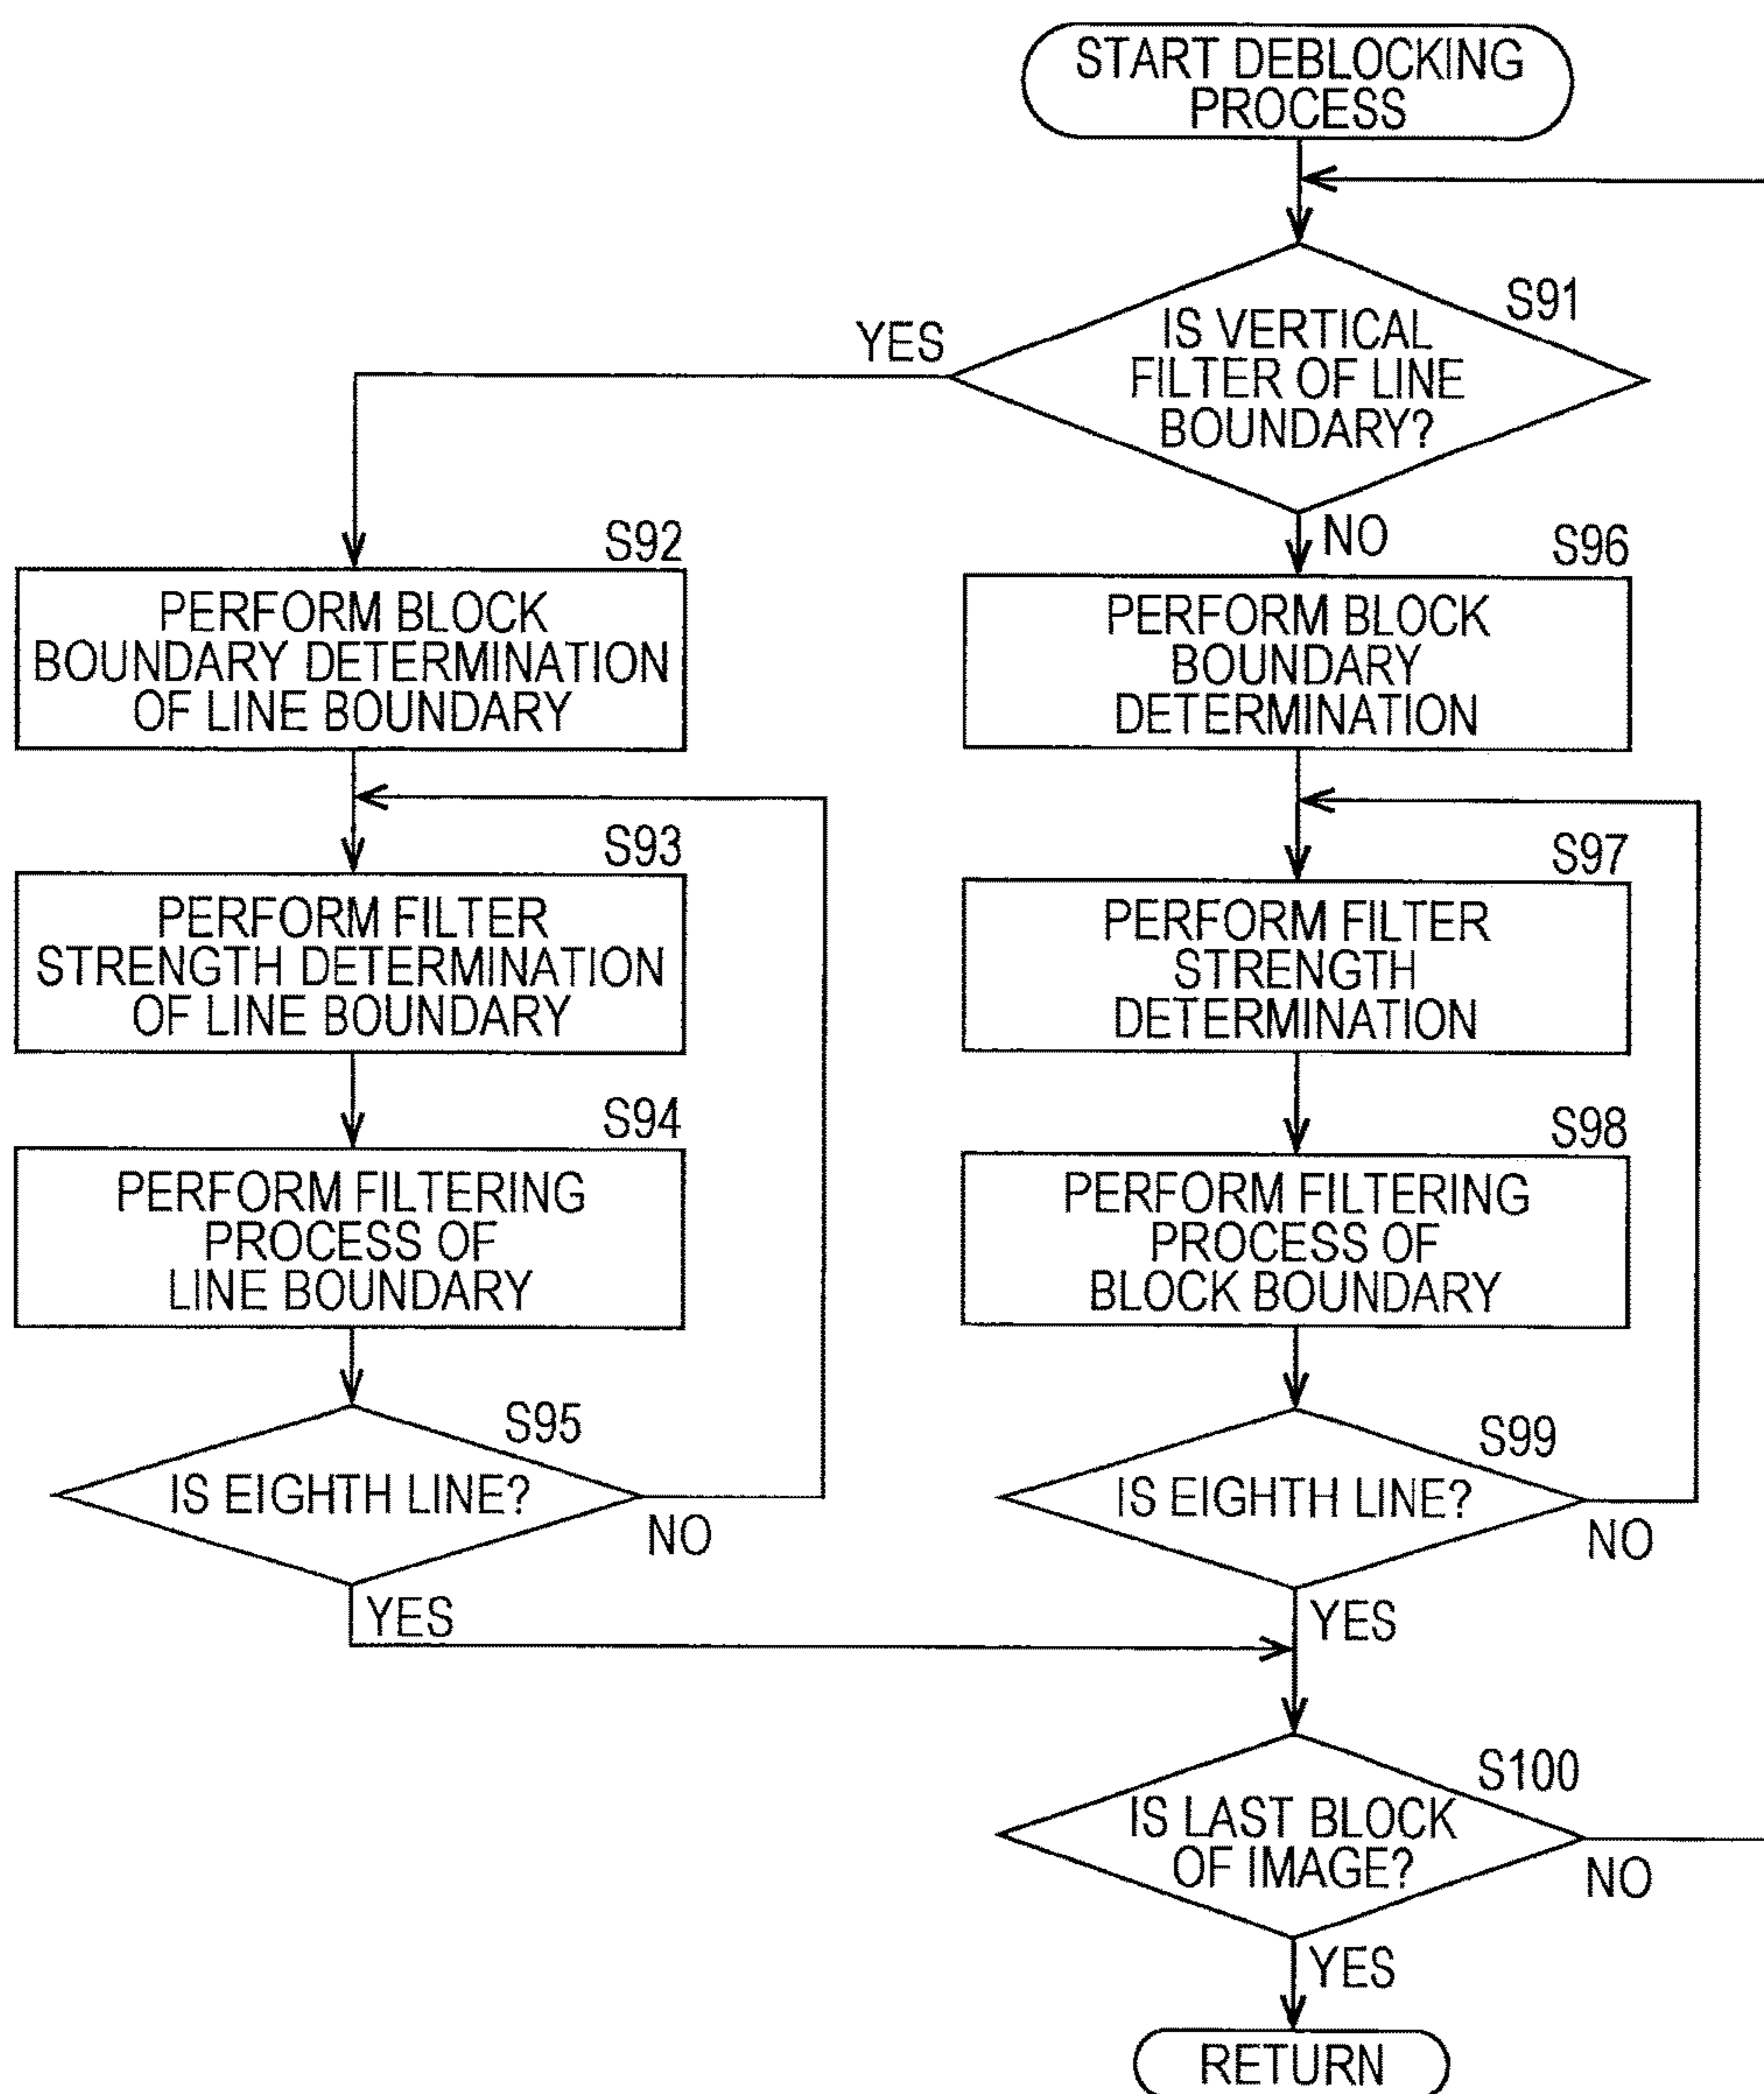 START DEBLOCKING
PROCESS
S91
IS VERTICAL
FILTER OF LINE
BOUNDARY?
YES
NO
S92
PERFORM BLOCK
BOUNDARY DETERMINATION
OF LINE BOUNDARY
S93
PERFORM FILTER
STRENGTH DETERMINATION
OF LINE BOUNDARY
S94
PERFORM FILTERING
PROCESS OF
LINE BOUNDARY
S95
IS EIGHTH LINE?
NO
YES
S96
PERFORM BLOCK
BOUNDARY
DETERMINATION
S97
PERFORM FILTER
STRENGTH
DETERMINATION
S98
PERFORM FILTERING
PROCESS OF
BLOCK BOUNDARY
S99
IS EIGHTH LINE?
NO
YES
S100
IS LAST BLOCK
OF IMAGE?
NO
YES
RETURN